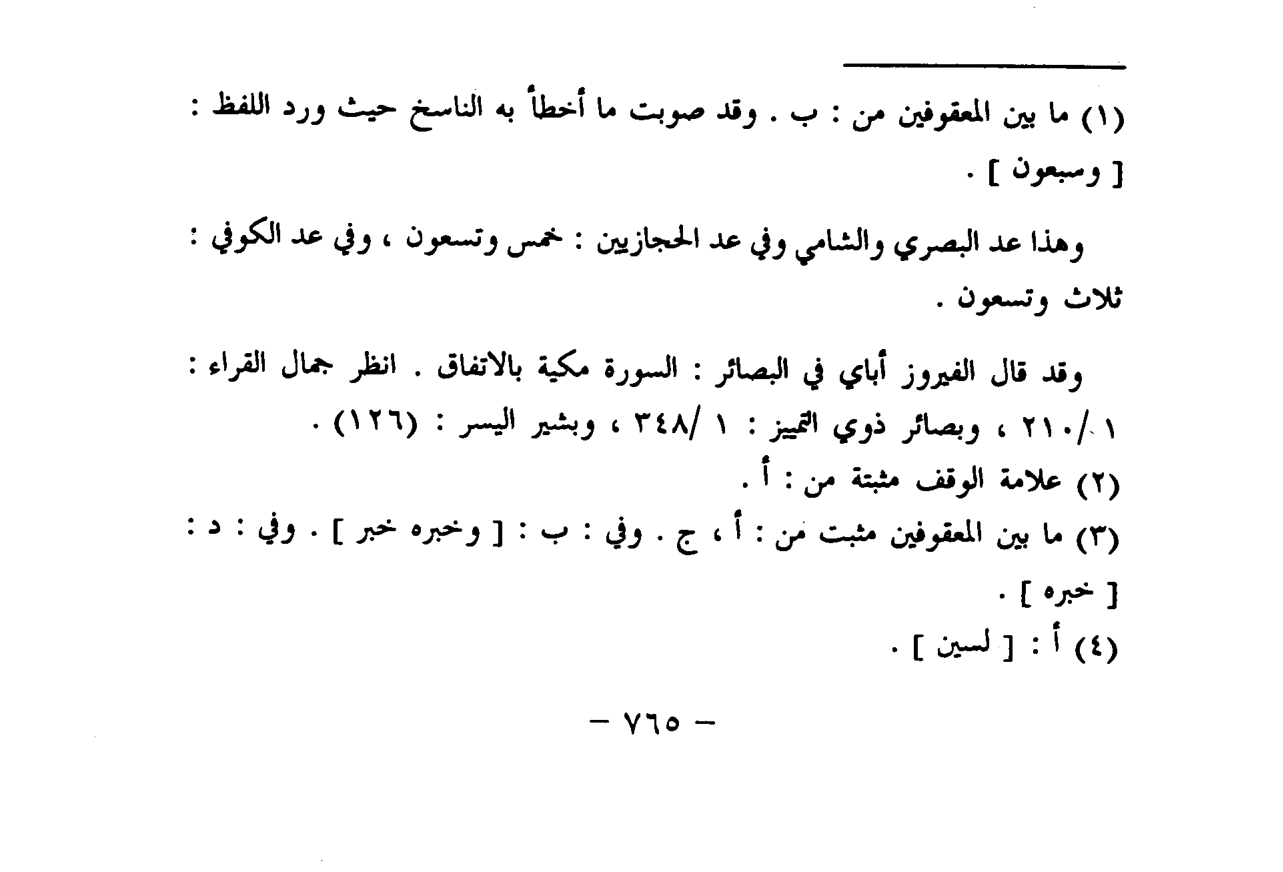 (١) ما بين المعقوفين من : ب . وقد صوبت ما أخطأ به الناسخ حيث ورد اللفظ :
[ وسبعون ] .
وهذا عد البصري والشامي وفي عد الحجازيين : خمس وتسعون ، وفي عد الكوفي :
ثلاث وتسعون .
وقد قال الفيروز أباي في البصائر : السورة مكية بالاتفاق . انظر جمال القراء :
١ /٢١٠ ، وبصائر ذوي التمييز : ١ /٣٤٨ ، وبشير اليسر : (١٢٦) .
(٢) علامة الوقف مثبتة من : أ .
(٣) ما بين المعقوفين مثبت من : أ ، ج . وفي : ب : [ وخبره خبر ] . وفي : د :
[ خبره ] .
(٤) أ : [ لسين ] .
– ٧٦٥ –